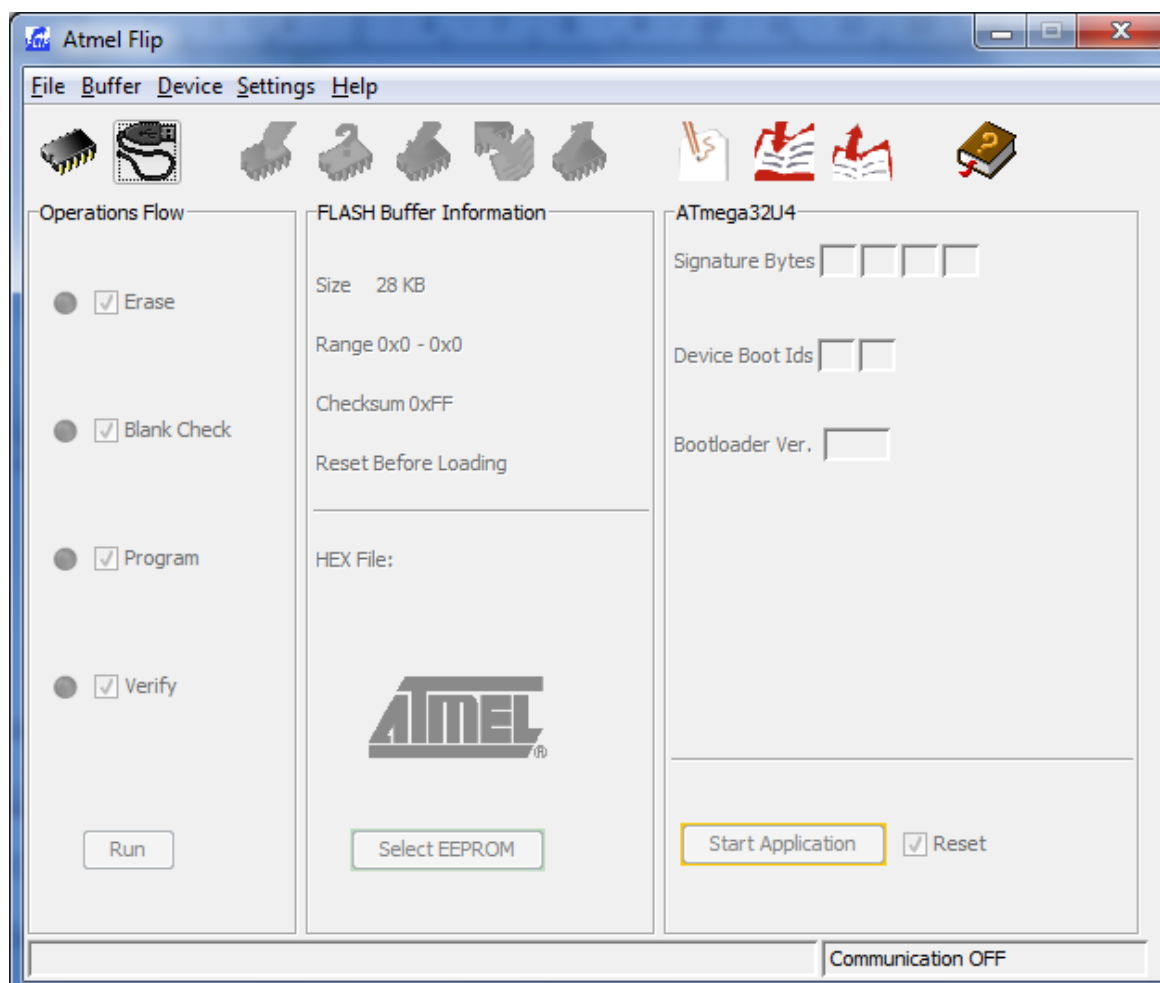 Atmel Flip
File Buffer Device Settings Help
Operations Flow
Erase
Blank Check
Program
Verify
Run
FLASH Buffer Information
Size 28 KB
Range 0x0 - 0x0
Checksum 0xFF
Reset Before Loading
HEX File:
ATMEL
®
Select EEPROM
ATmega32U4
Signature Bytes
Device Boot Ids
Bootloader Ver.
Start Application
Reset
Communication OFF